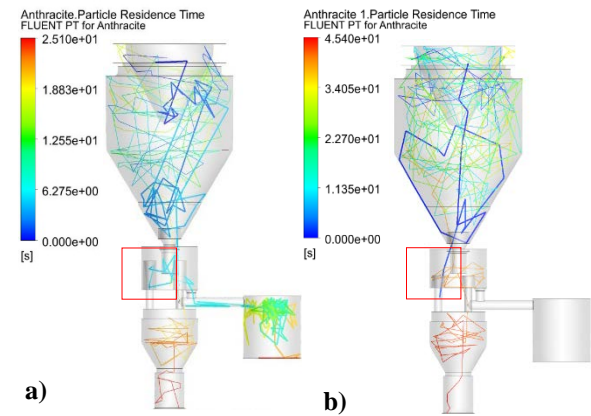 Anthracite.Particle Residence Time
FLUENT PT for Anthracite
2.510e+01
1.883e+01
1.255e+01
6.275e+00
0.000e+00
[s]
a)
Anthracite 1.Particle Residence Time
FLUENT PT for Anthracite
4.540e+01
3.405e+01
2.270e+01
1.135e+01
0.000e+00
[s]
b)